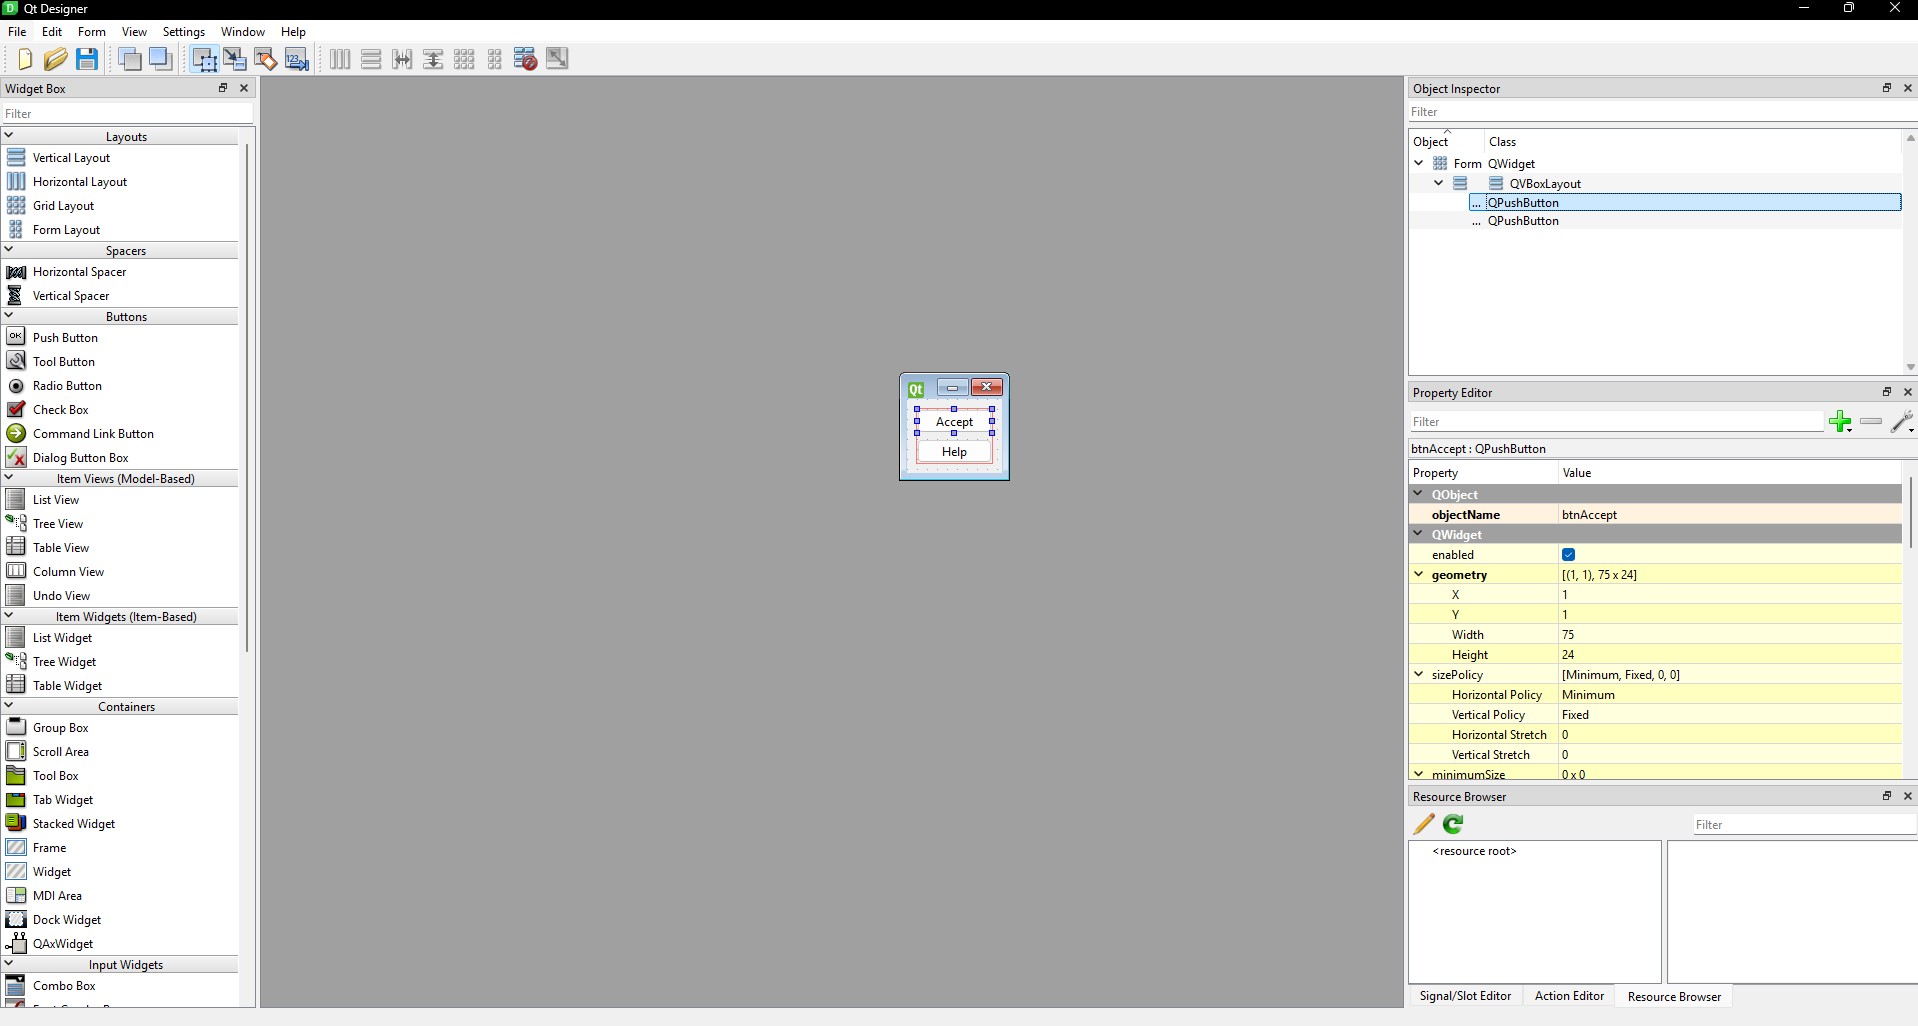 Qt Designer
File Edit Form View Settings Window Help
Widget Box
Filter
Layouts
Vertical Layout
Horizontal Layout
Grid Layout
Form Layout
Spacers
Horizontal Spacer
Vertical Spacer
Buttons
Push Button
Tool Button
Radio Button
Check Box
Command Link Button
Dialog Button Box
Item Views (Model-Based)
List View
Tree View
Table View
Column View
Undo View
Item Widgets (Item-Based)
List Widget
Tree Widget
Table Widget
Containers
Group Box
Scroll Area
Tool Box
Tab Widget
Stacked Widget
Frame
Widget
MDI Area
Dock Widget
QAxWidget
Input Widgets
Combo Box
Qt
Accept
Help
Object Inspector
Filter
Object Class
Form QWidget
QVBoxLayout
... QPushButton
... QPushButton
Property Editor
Filter
btnAccept : QPushButton
Property Value
QObject
objectName btnAccept
QWidget
enabled
geometry [(1, 1), 75 x 24]
X 1
Y 1
Width 75
Height 24
sizePolicy [Minimum, Fixed, 0, 0]
Horizontal Policy Minimum
Vertical Policy Fixed
Horizontal Stretch 0
Vertical Stretch 0
minimumSize 0 x 0
Resource Browser
Filter
<resource root>
Signal/Slot Editor Action Editor Resource Browser